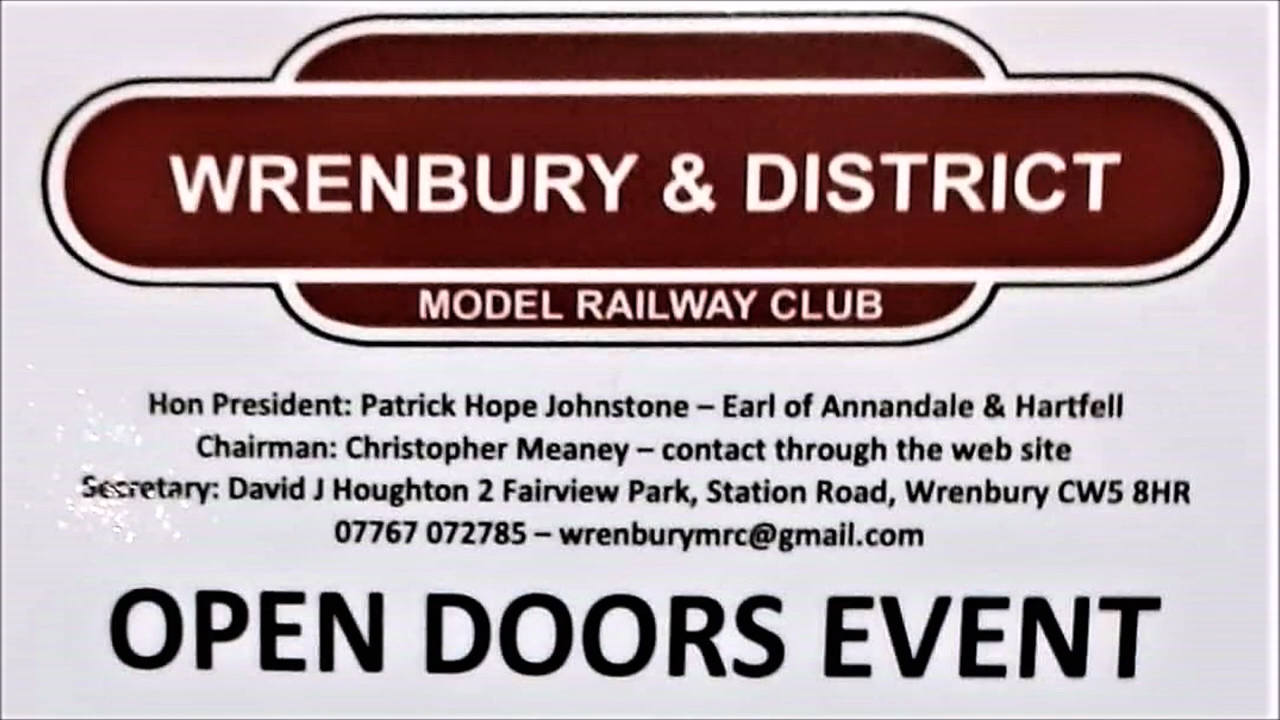 WRENBURY & DISTRICT
MODEL RAILWAY CLUB
Hon President: Patrick Hope Johnstone – Earl of Annandale & Hartfell
Chairman: Christopher Meaney – contact through the web site
Secretary: David J Houghton 2 Fairview Park, Station Road, Wrenbury CW5 8HR
07767 072785 – wrenburymrc@gmail.com
OPEN DOORS EVENT